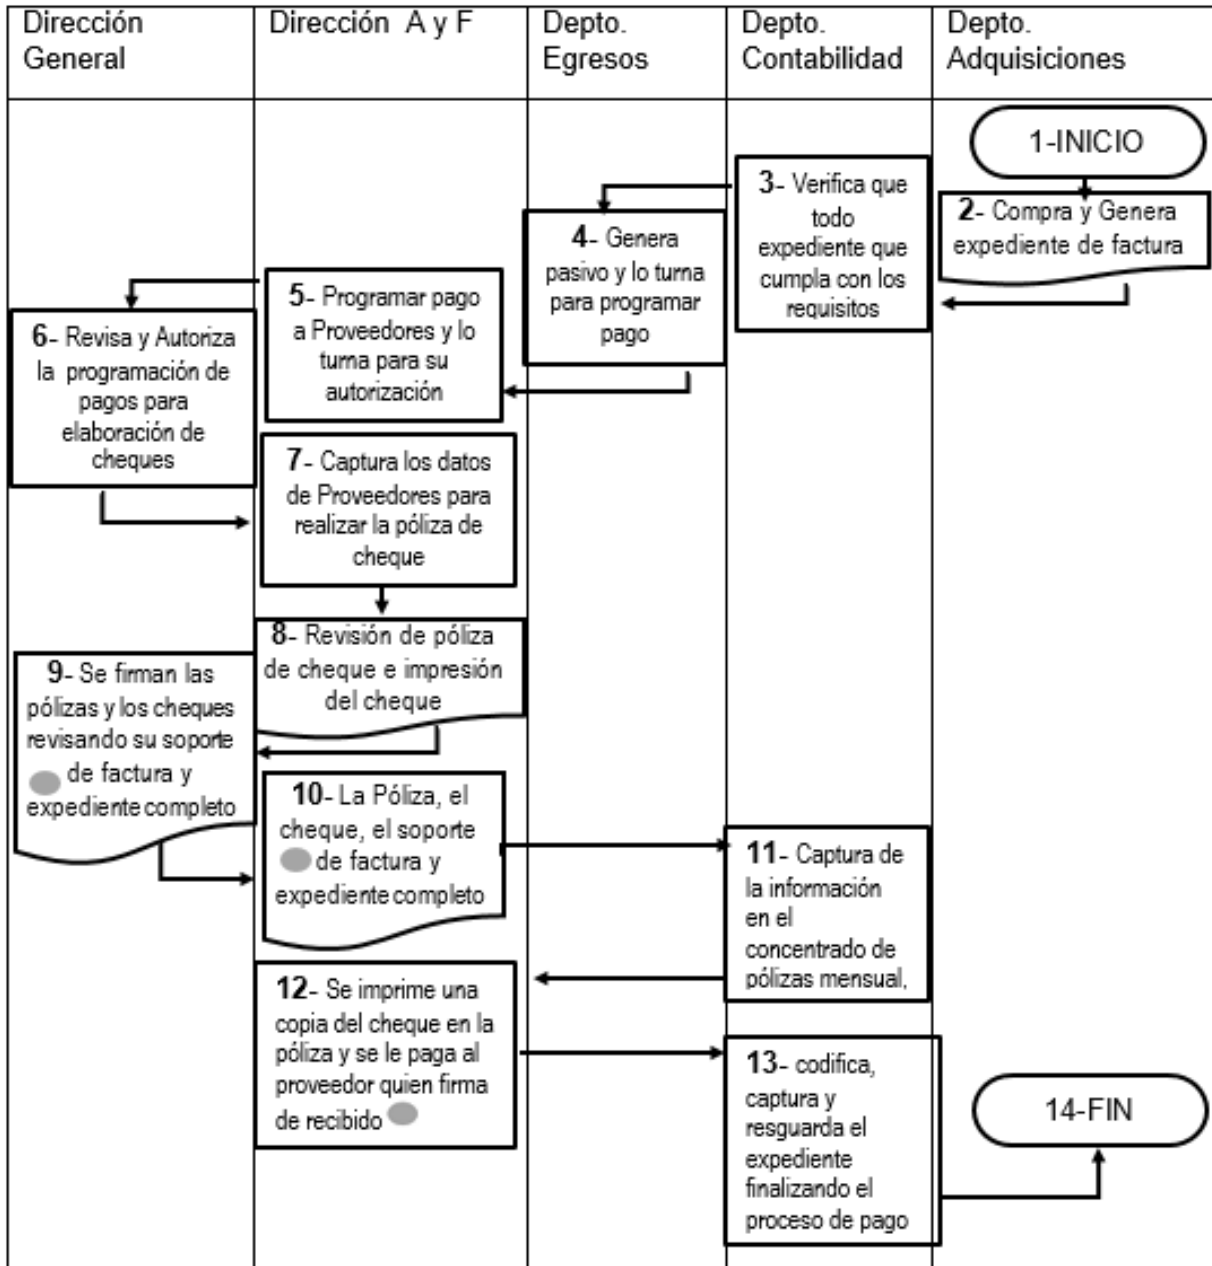 Dirección
General
Dirección A y F
Depto.
Egresos
Depto.
Contabilidad
Depto.
Adquisiciones
1-INICIO
2- Compra y Genera
expediente de factura
3- Verifica que
todo
expediente que
cumpla con los
requisitos
4- Genera
pasivo y lo turna
para programar
pago
5- Programar pago
a Proveedores y lo
turna para su
autorización
6- Revisa y Autoriza
la programación de
pagos para
elaboración de
cheques
7- Captura los datos
de Proveedores para
realizar la póliza de
cheque
8- Revisión de póliza
de cheque e impresión
del cheque
9- Se firman las
pólizas y los cheques
revisando su soporte
de factura y
expediente completo
10- La Póliza, el
cheque, el soporte
de factura y
expediente completo
11- Captura de
la información
en el
concentrado de
pólizas mensual,
12- Se imprime una
copia del cheque en la
póliza y se le paga al
proveedor quien firma
de recibido
13- codifica,
captura y
resguarda el
expediente
finalizando el
proceso de pago
14-FIN